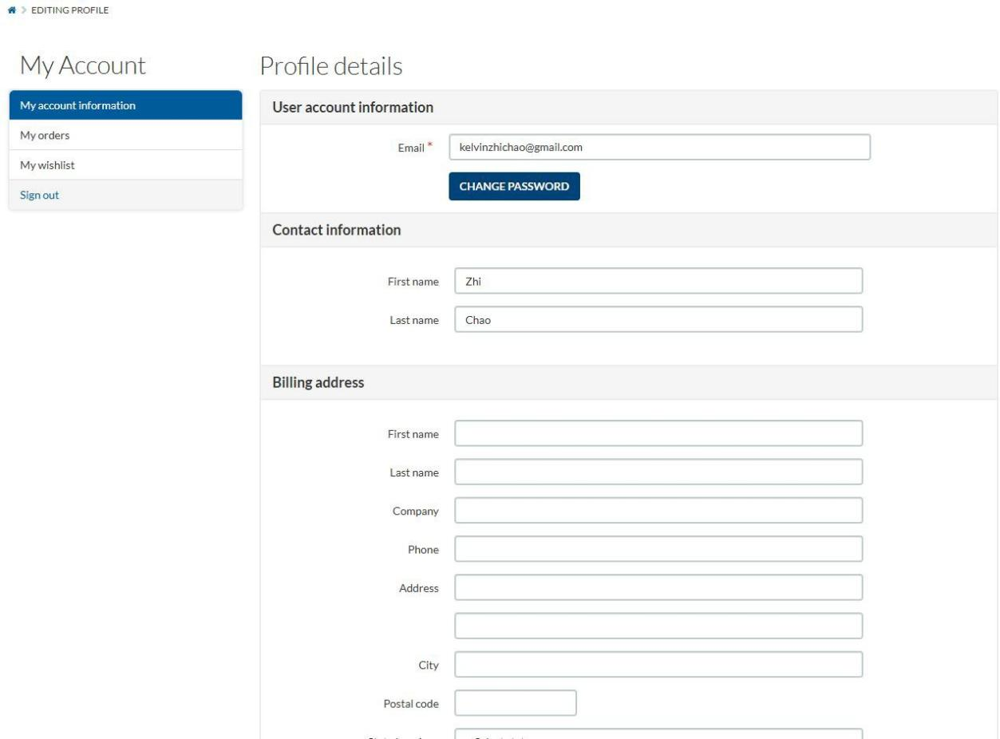 EDITING PROFILE
My Account
My account information
My orders
My wishlist
Sign out
Profile details
User account information
Email *
kelvinzhichao@gmail.com
CHANGE PASSWORD
Contact information
First name
Zhi
Last name
Chao
Billing address
First name
Last name
Company
Phone
Address
City
Postal code